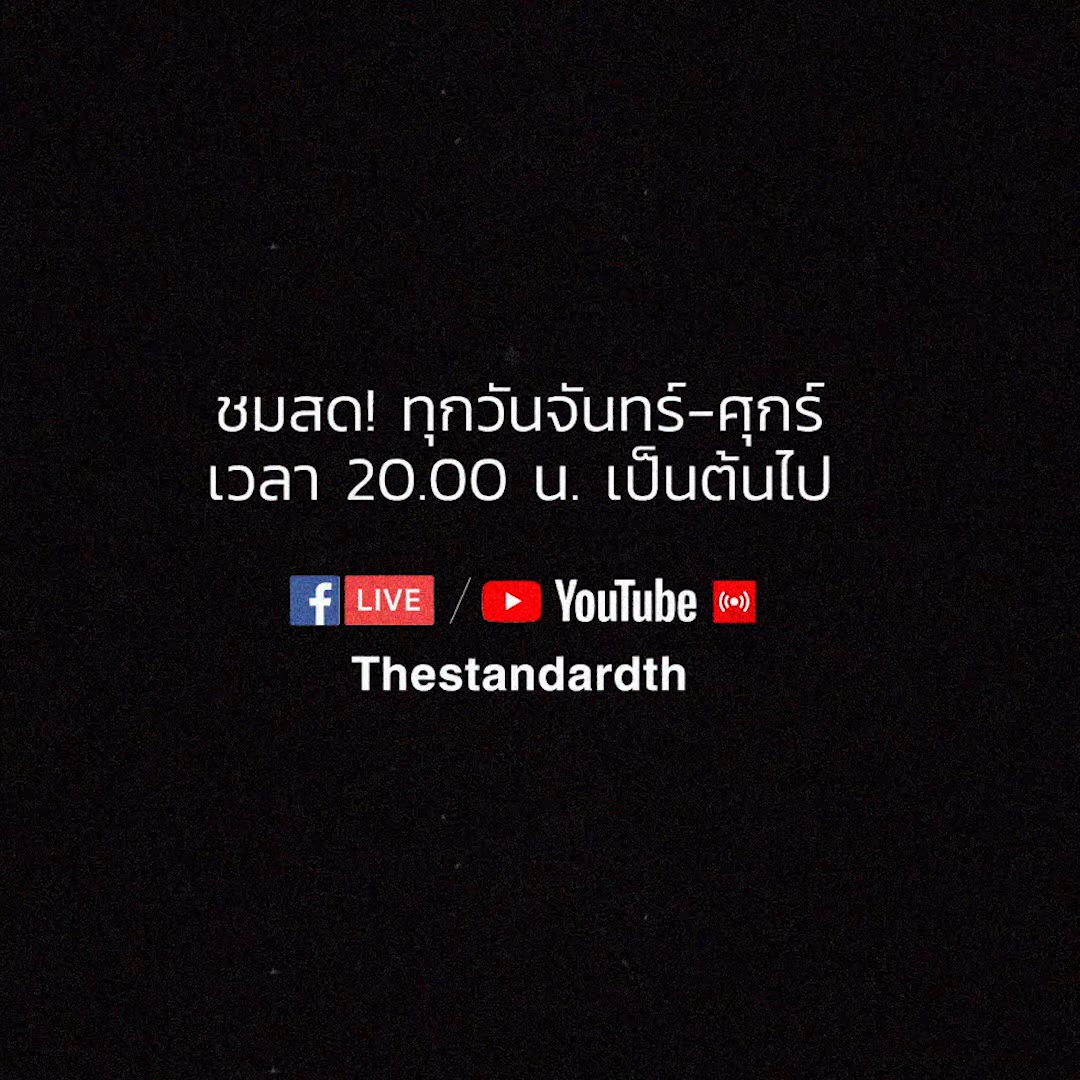 ชมสด! ทุกวันจันทร์-ศุกร์
เวลา 20.00 น. เป็นต้นไป
f LIVE / YouTube
Thestandardth